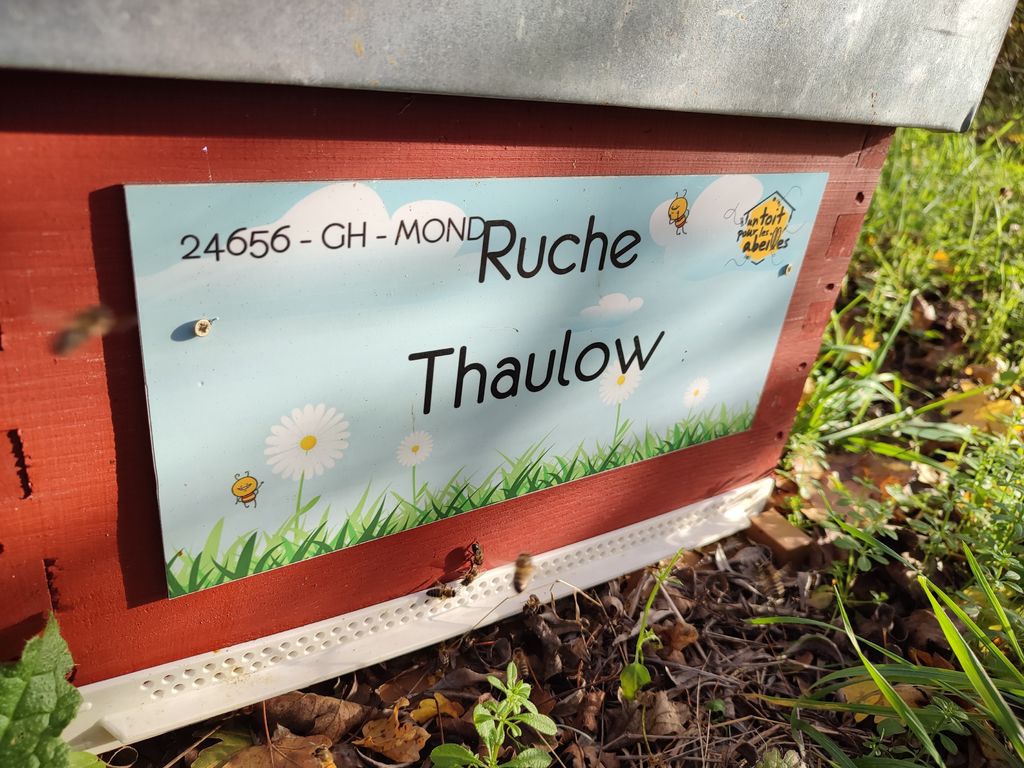 24656 - GH - MOND
Ruche
Thaulow
un toit
pour les
abeilles